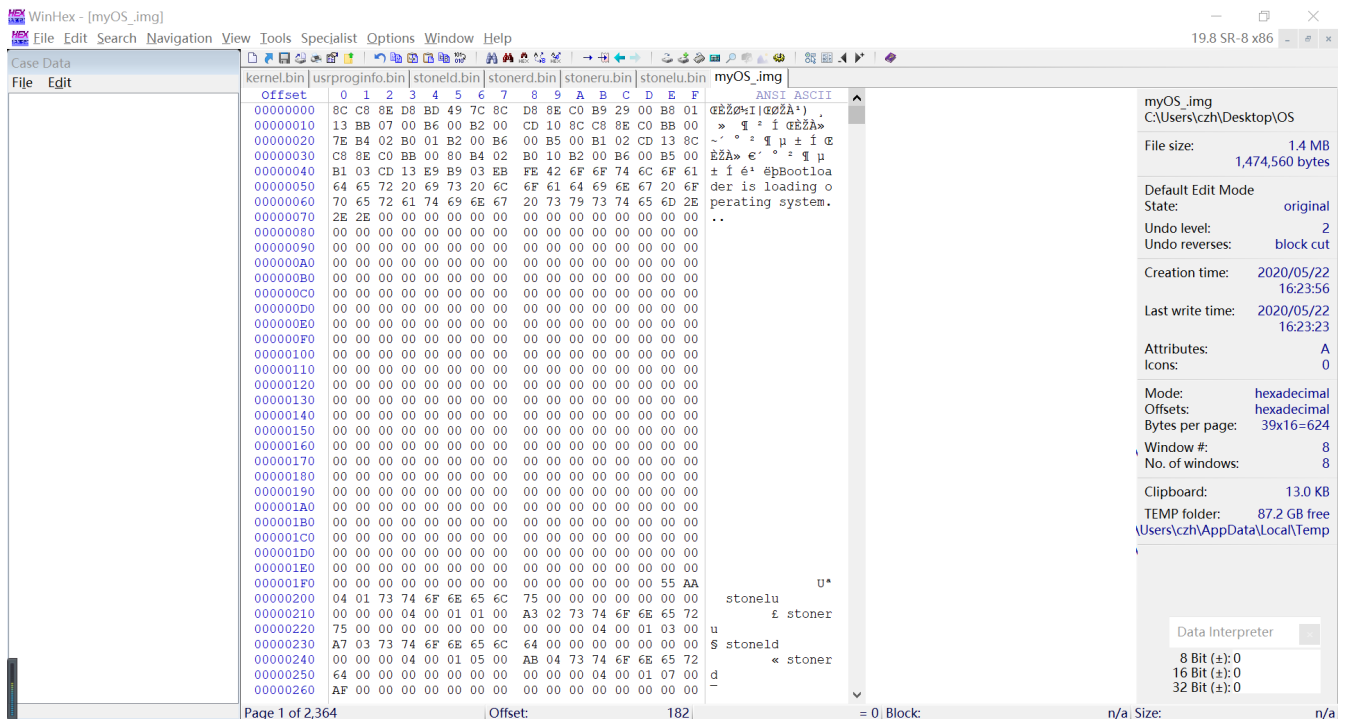 WinHex - [myOS_.img]
File Edit Search Navigation View Tools Specialist Options Window Help
19.8 SR-8 x86
Case Data
File Edit
kernel.bin usrproginfo.bin stoneld.bin stonerd.bin stoneru.bin stonelu.bin myOS_.img
Offset 0 1 2 3 4 5 6 7 8 9 A B C D E F ANSI ASCII
00000000 8C C8 8E D8 BD 49 7C 8C D8 8E C0 B9 29 00 B8 01 ŒÈŽØ½I|ŒØŽÀ¹) ¸
00000010 13 BB 07 00 B6 00 B2 00 CD 10 8C C8 8E C0 BB 00 » ¶ ² Í ŒÈŽÀ»
00000020 7E B4 02 B0 01 B2 00 B6 00 B5 00 B1 02 CD 13 8C ~´ ° ² ¶ µ ± Í Œ
00000030 C8 8E C0 BB 00 80 B4 02 B0 10 B2 00 B6 00 B5 00 ÈŽÀ» €´ ° ² ¶ µ
00000040 B1 03 CD 13 E9 B9 03 EB FE 42 6F 6F 74 6C 6F 61 ± Í é¹ ëþBootloa
00000050 64 65 72 20 69 73 20 6C 6F 61 64 69 6E 67 20 6F der is loading o
00000060 70 65 72 61 74 69 6E 67 20 73 79 73 74 65 6D 2E perating system.
00000070 2E 2E 00 00 00 00 00 00 00 00 00 00 00 00 00 00 ..
00000080 00 00 00 00 00 00 00 00 00 00 00 00 00 00 00 00
00000090 00 00 00 00 00 00 00 00 00 00 00 00 00 00 00 00
000000A0 00 00 00 00 00 00 00 00 00 00 00 00 00 00 00 00
000000B0 00 00 00 00 00 00 00 00 00 00 00 00 00 00 00 00
000000C0 00 00 00 00 00 00 00 00 00 00 00 00 00 00 00 00
000000D0 00 00 00 00 00 00 00 00 00 00 00 00 00 00 00 00
000000E0 00 00 00 00 00 00 00 00 00 00 00 00 00 00 00 00
000000F0 00 00 00 00 00 00 00 00 00 00 00 00 00 00 00 00
00000100 00 00 00 00 00 00 00 00 00 00 00 00 00 00 00 00
00000110 00 00 00 00 00 00 00 00 00 00 00 00 00 00 00 00
00000120 00 00 00 00 00 00 00 00 00 00 00 00 00 00 00 00
00000130 00 00 00 00 00 00 00 00 00 00 00 00 00 00 00 00
00000140 00 00 00 00 00 00 00 00 00 00 00 00 00 00 00 00
00000150 00 00 00 00 00 00 00 00 00 00 00 00 00 00 00 00
00000160 00 00 00 00 00 00 00 00 00 00 00 00 00 00 00 00
00000170 00 00 00 00 00 00 00 00 00 00 00 00 00 00 00 00
00000180 00 00 00 00 00 00 00 00 00 00 00 00 00 00 00 00
00000190 00 00 00 00 00 00 00 00 00 00 00 00 00 00 00 00
000001A0 00 00 00 00 00 00 00 00 00 00 00 00 00 00 00 00
000001B0 00 00 00 00 00 00 00 00 00 00 00 00 00 00 00 00
000001C0 00 00 00 00 00 00 00 00 00 00 00 00 00 00 00 00
000001D0 00 00 00 00 00 00 00 00 00 00 00 00 00 00 00 00
000001E0 00 00 00 00 00 00 00 00 00 00 00 00 00 00 00 00
000001F0 00 00 00 00 00 00 00 00 00 00 00 00 00 00 55 AA Uª
00000200 04 01 73 74 6F 6E 65 6C 75 00 00 00 00 00 00 00 stonelu
00000210 00 00 00 04 00 01 01 00 A3 02 73 74 6F 6E 65 72 £ stoner
00000220 75 00 00 00 00 00 00 00 00 00 00 04 00 01 03 00 u
00000230 A7 03 73 74 6F 6E 65 6C 64 00 00 00 00 00 00 00 § stoneld
00000240 00 00 00 04 00 01 05 00 AB 04 73 74 6F 6E 65 72 « stoner
00000250 64 00 00 00 00 00 00 00 00 00 00 04 00 01 07 00 d
00000260 AF 00 00 00 00 00 00 00 00 00 00 00 00 00 00 00 ¯
Page 1 of 2,364 Offset: 182 = 0 Block: n/a Size: n/a
myOS_.img
C:\Users\czh\Desktop\OS
File size: 1.4 MB
1,474,560 bytes
Default Edit Mode
State: original
Undo level: 2
Undo reverses: block cut
Creation time: 2020/05/22
16:23:56
Last write time: 2020/05/22
16:23:23
Attributes: A
Icons: 0
Mode: hexadecimal
Offsets: hexadecimal
Bytes per page: 39x16=624
Window #: 8
No. of windows: 8
Clipboard: 13.0 KB
TEMP folder: 87.2 GB free
\Users\czh\AppData\Local\Temp
Data Interpreter
8 Bit (±): 0
16 Bit (±): 0
32 Bit (±): 0